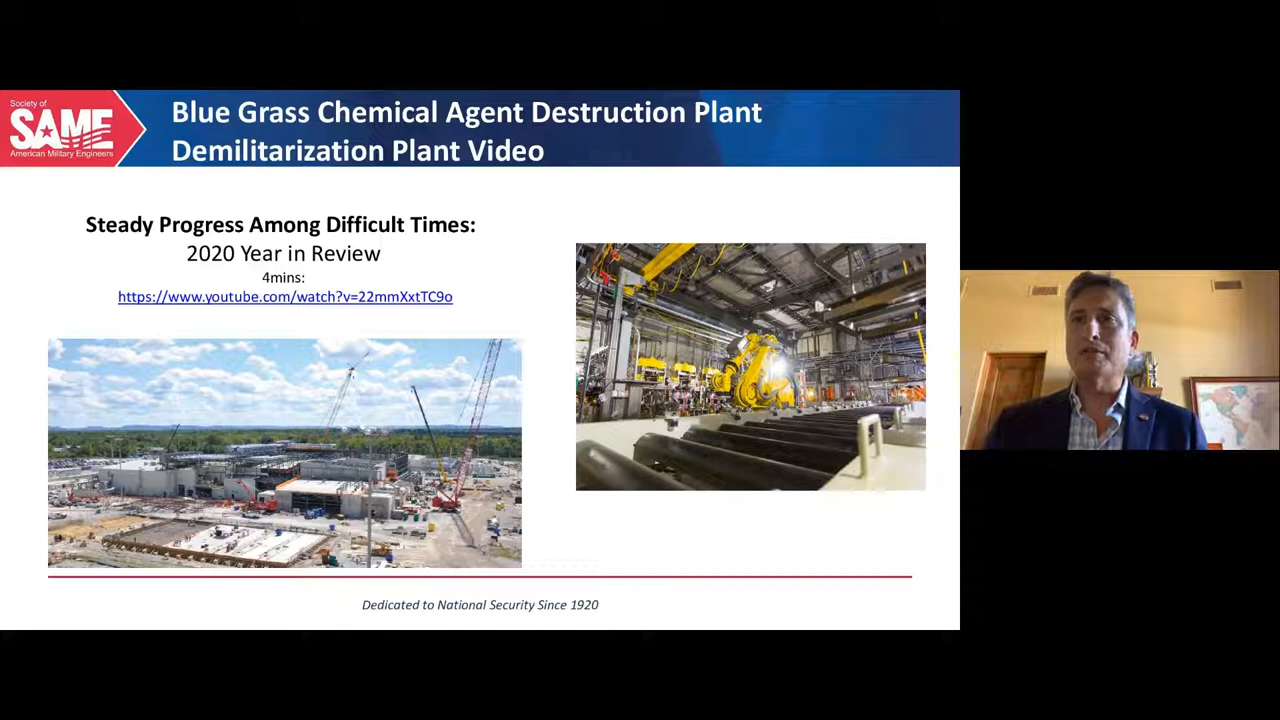 Society of
SAME
American Military Engineers
Blue Grass Chemical Agent Destruction Plant
Demilitarization Plant Video
Steady Progress Among Difficult Times:
2020 Year in Review
4mins:
https://www.youtube.com/watch?v=22mmXxtTC9o
Dedicated to National Security Since 1920